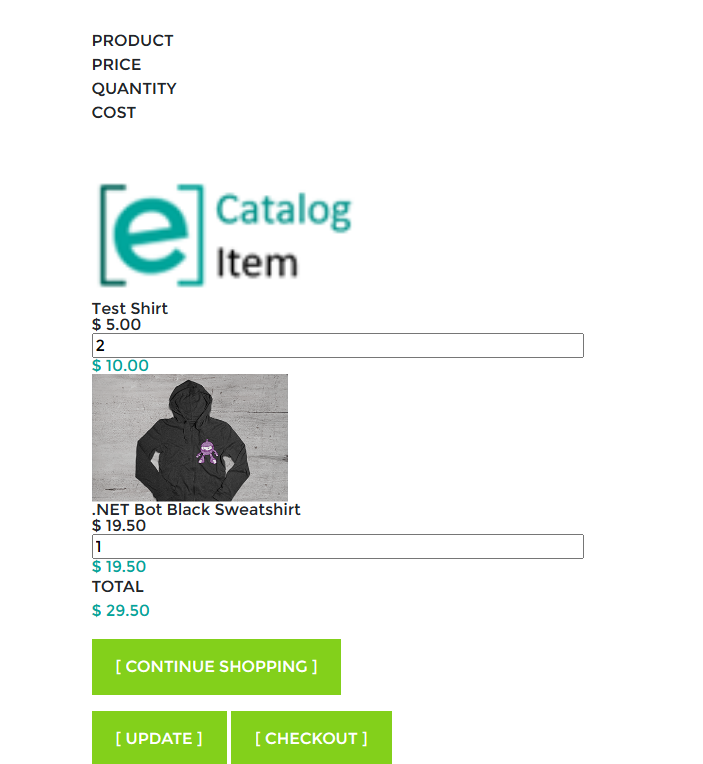 PRODUCT
PRICE
QUANTITY
COST
[e] Catalog
Item
Test Shirt
$ 5.00
2
$ 10.00
.NET Bot Black Sweatshirt
$ 19.50
1
$ 19.50
TOTAL
$ 29.50
[ CONTINUE SHOPPING ]
[ UPDATE ] [ CHECKOUT ]